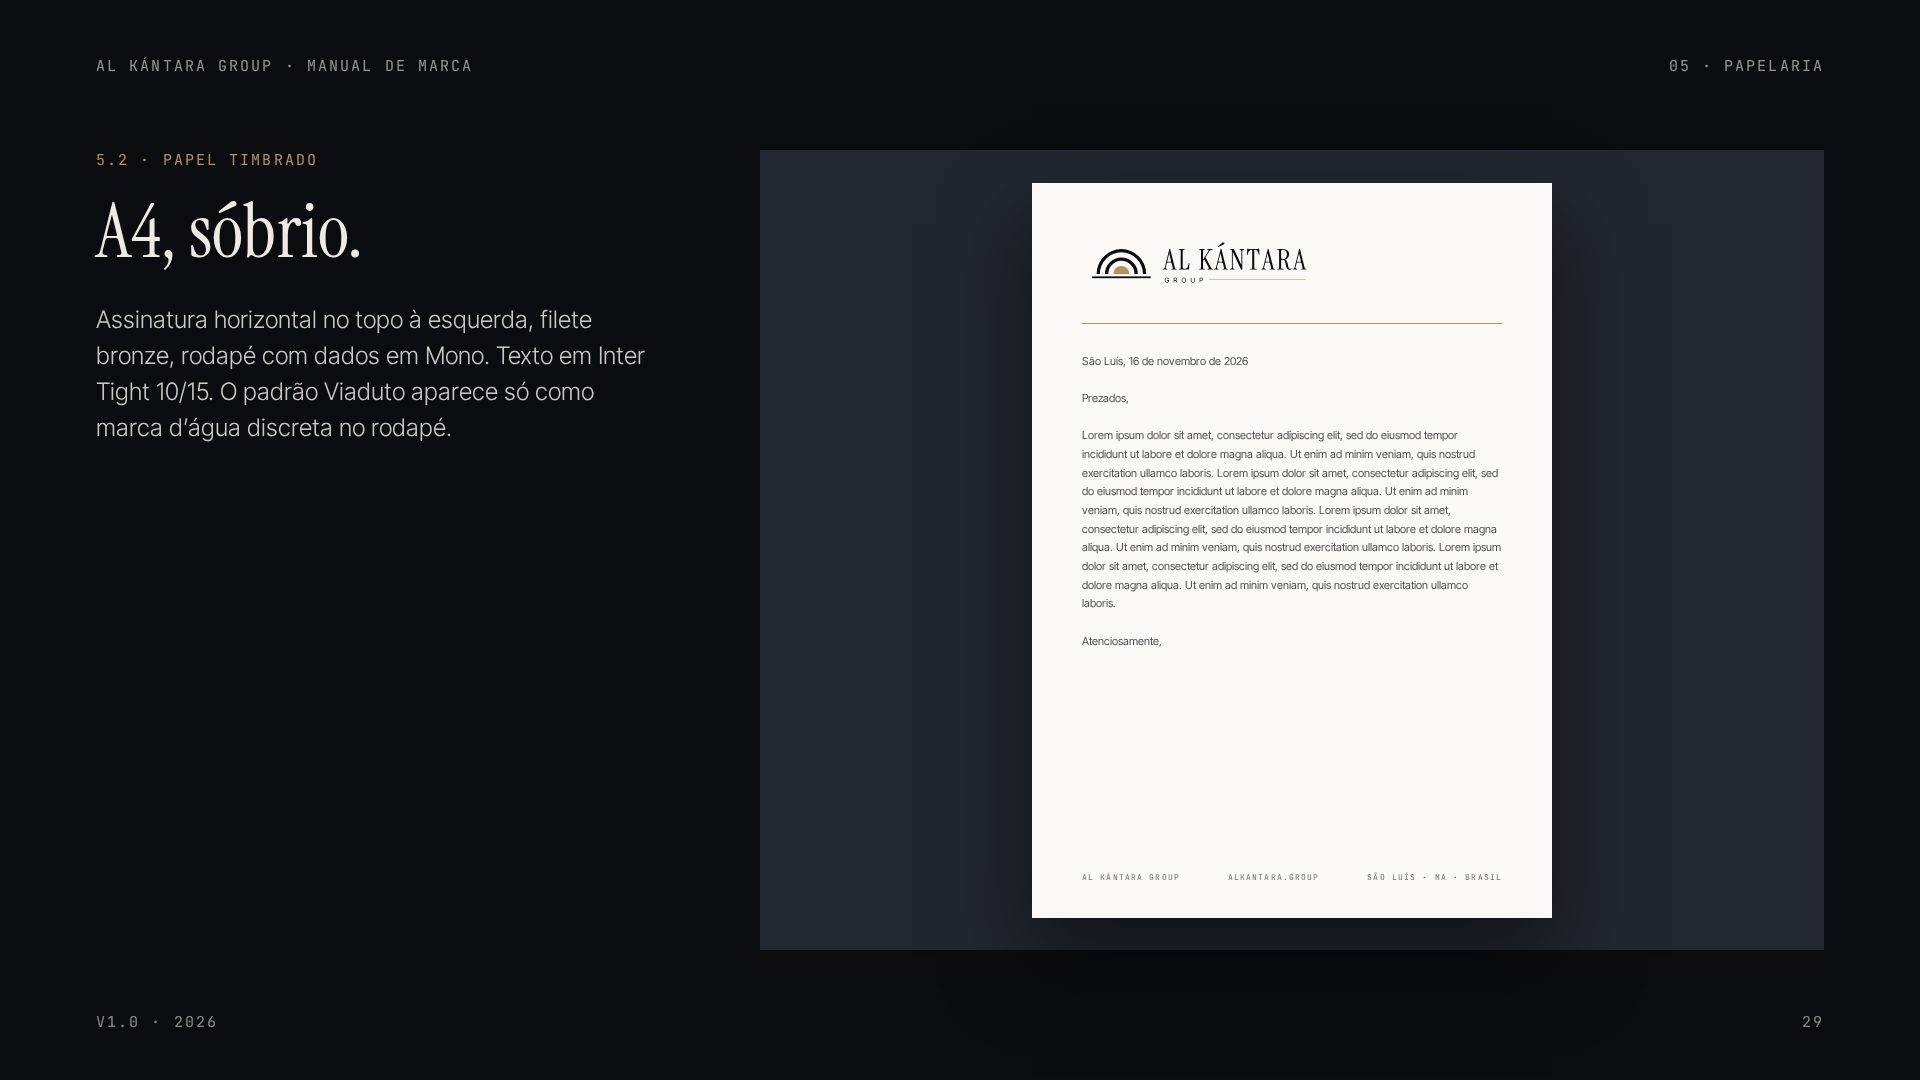 AL KÁNTARA GROUP · MANUAL DE MARCA
05 · PAPELARIA
5.2 · PAPEL TIMBRADO
A4, sóbrio.
Assinatura horizontal no topo à esquerda, filete
bronze, rodapé com dados em Mono. Texto em Inter
Tight 10/15. O padrão Viaduto aparece só como
marca d’água discreta no rodapé.
AL KÁNTARA
GROUP
São Luís, 16 de novembro de 2026
Prezados,
Lorem ipsum dolor sit amet, consectetur adipiscing elit, sed do eiusmod tempor
incididunt ut labore et dolore magna aliqua. Ut enim ad minim veniam, quis nostrud
exercitation ullamco laboris. Lorem ipsum dolor sit amet, consectetur adipiscing elit, sed
do eiusmod tempor incididunt ut labore et dolore magna aliqua. Ut enim ad minim
veniam, quis nostrud exercitation ullamco laboris. Lorem ipsum dolor sit amet,
consectetur adipiscing elit, sed do eiusmod tempor incididunt ut labore et dolore magna
aliqua. Ut enim ad minim veniam, quis nostrud exercitation ullamco laboris. Lorem ipsum
dolor sit amet, consectetur adipiscing elit, sed do eiusmod tempor incididunt ut labore et
dolore magna aliqua. Ut enim ad minim veniam, quis nostrud exercitation ullamco
laboris.
Atenciosamente,
AL KÁNTARA GROUP
ALKANTARA.GROUP
SÃO LUÍS · MA · BRASIL
V1.0 · 2026
29